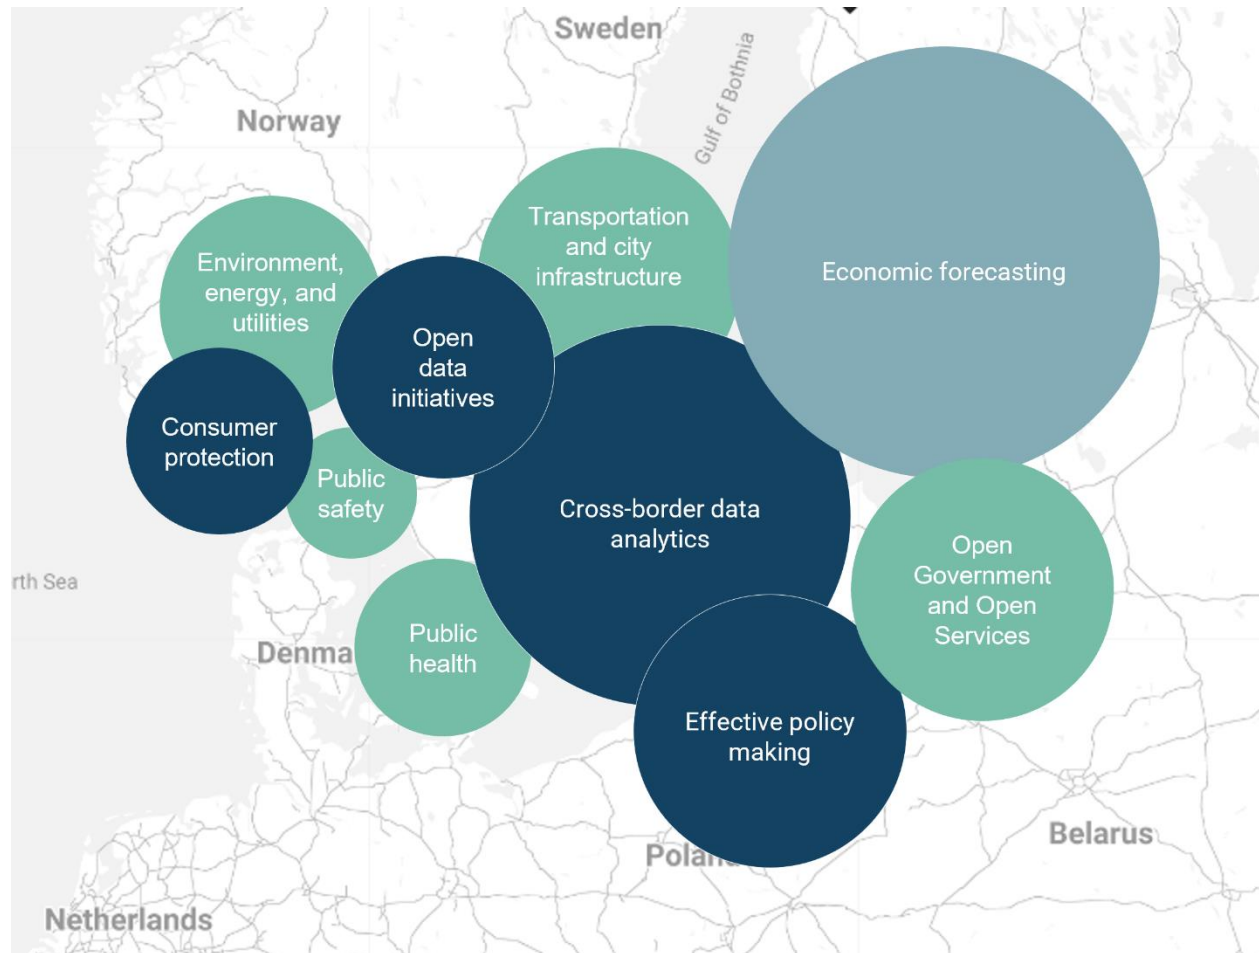 Sweden
Norway
Gulf of Bothnia
Transportation
and city
infrastructure
Economic forecasting
Environment,
energy, and
utilities
Open
data
initiatives
Consumer
protection
Public
safety
Cross-border data
analytics
Open
Government
and Open
Services
rth Sea
Public
health
Denma
Effective policy
making
Belarus
Polan
Netherlands